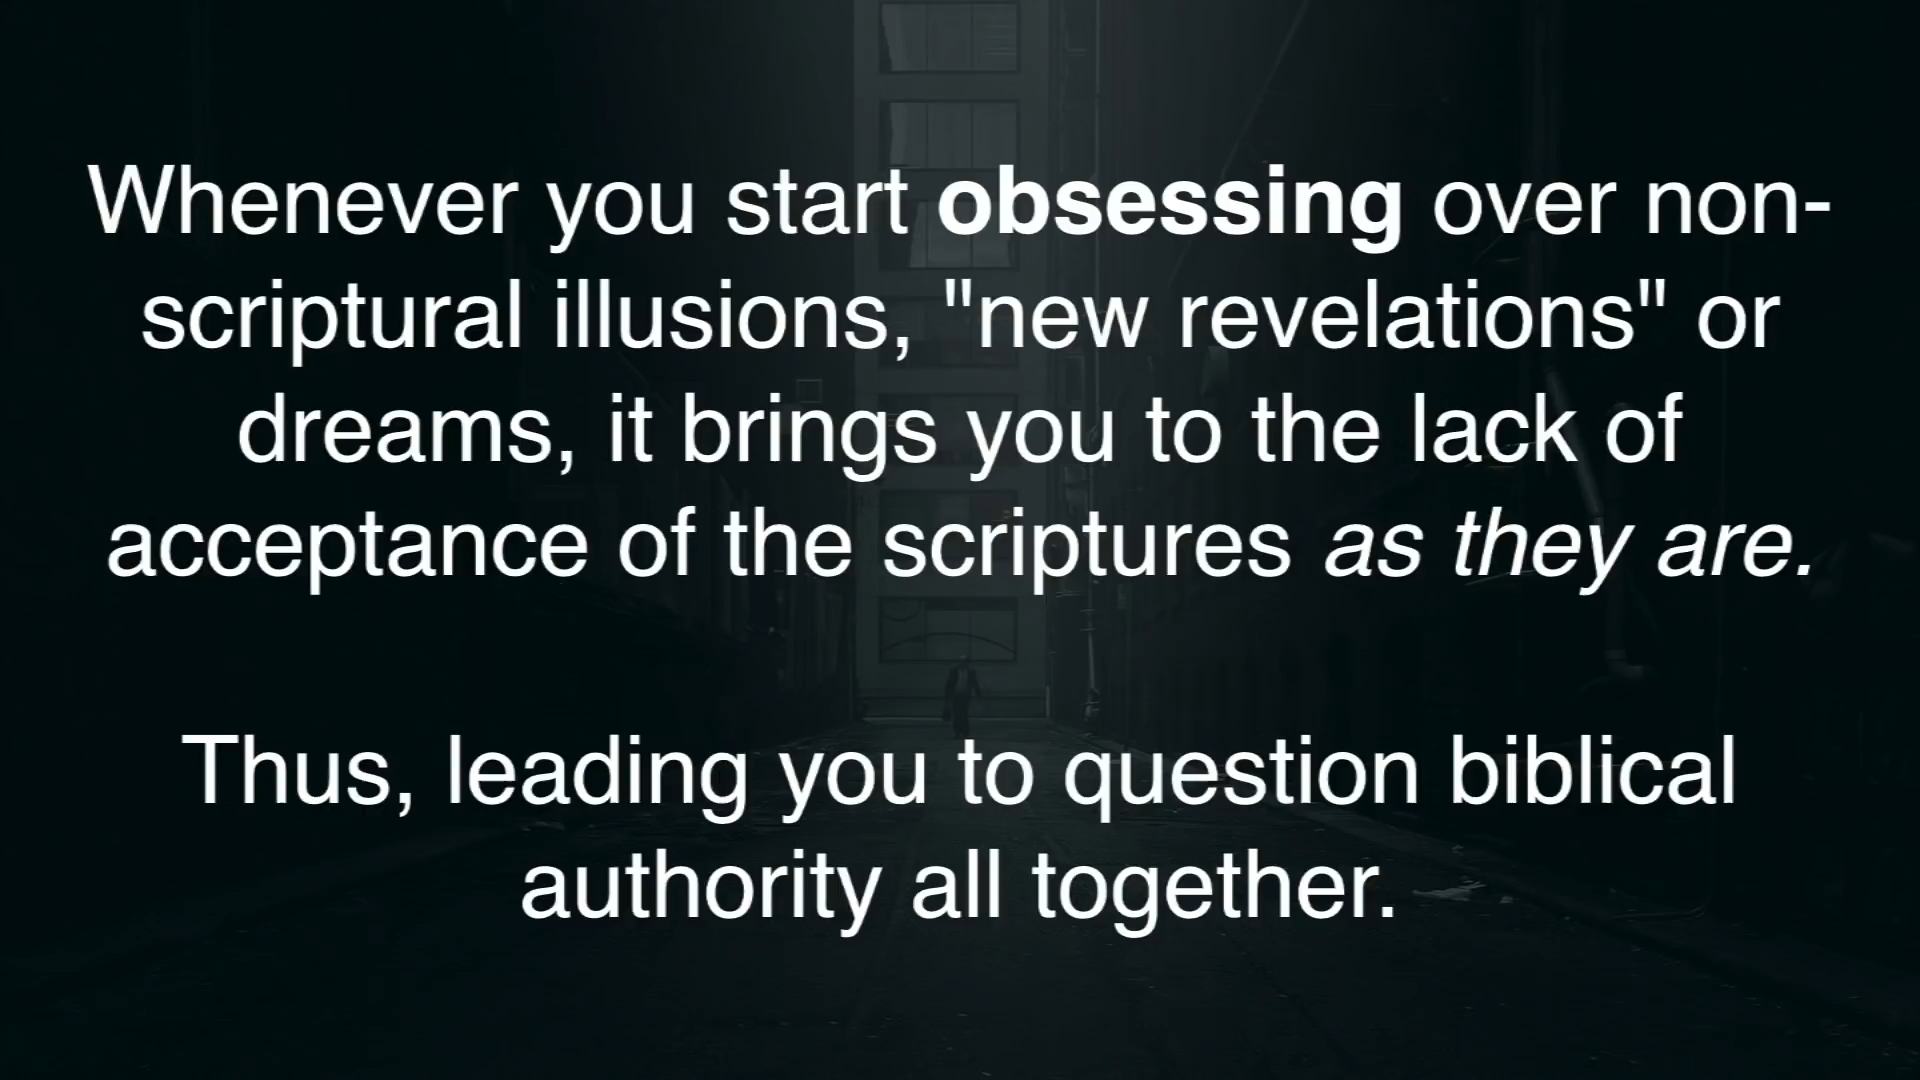 Whenever you start obsessing over non-
scriptural illusions, "new revelations" or
dreams, it brings you to the lack of
acceptance of the scriptures as they are.
Thus, leading you to question biblical
authority all together.